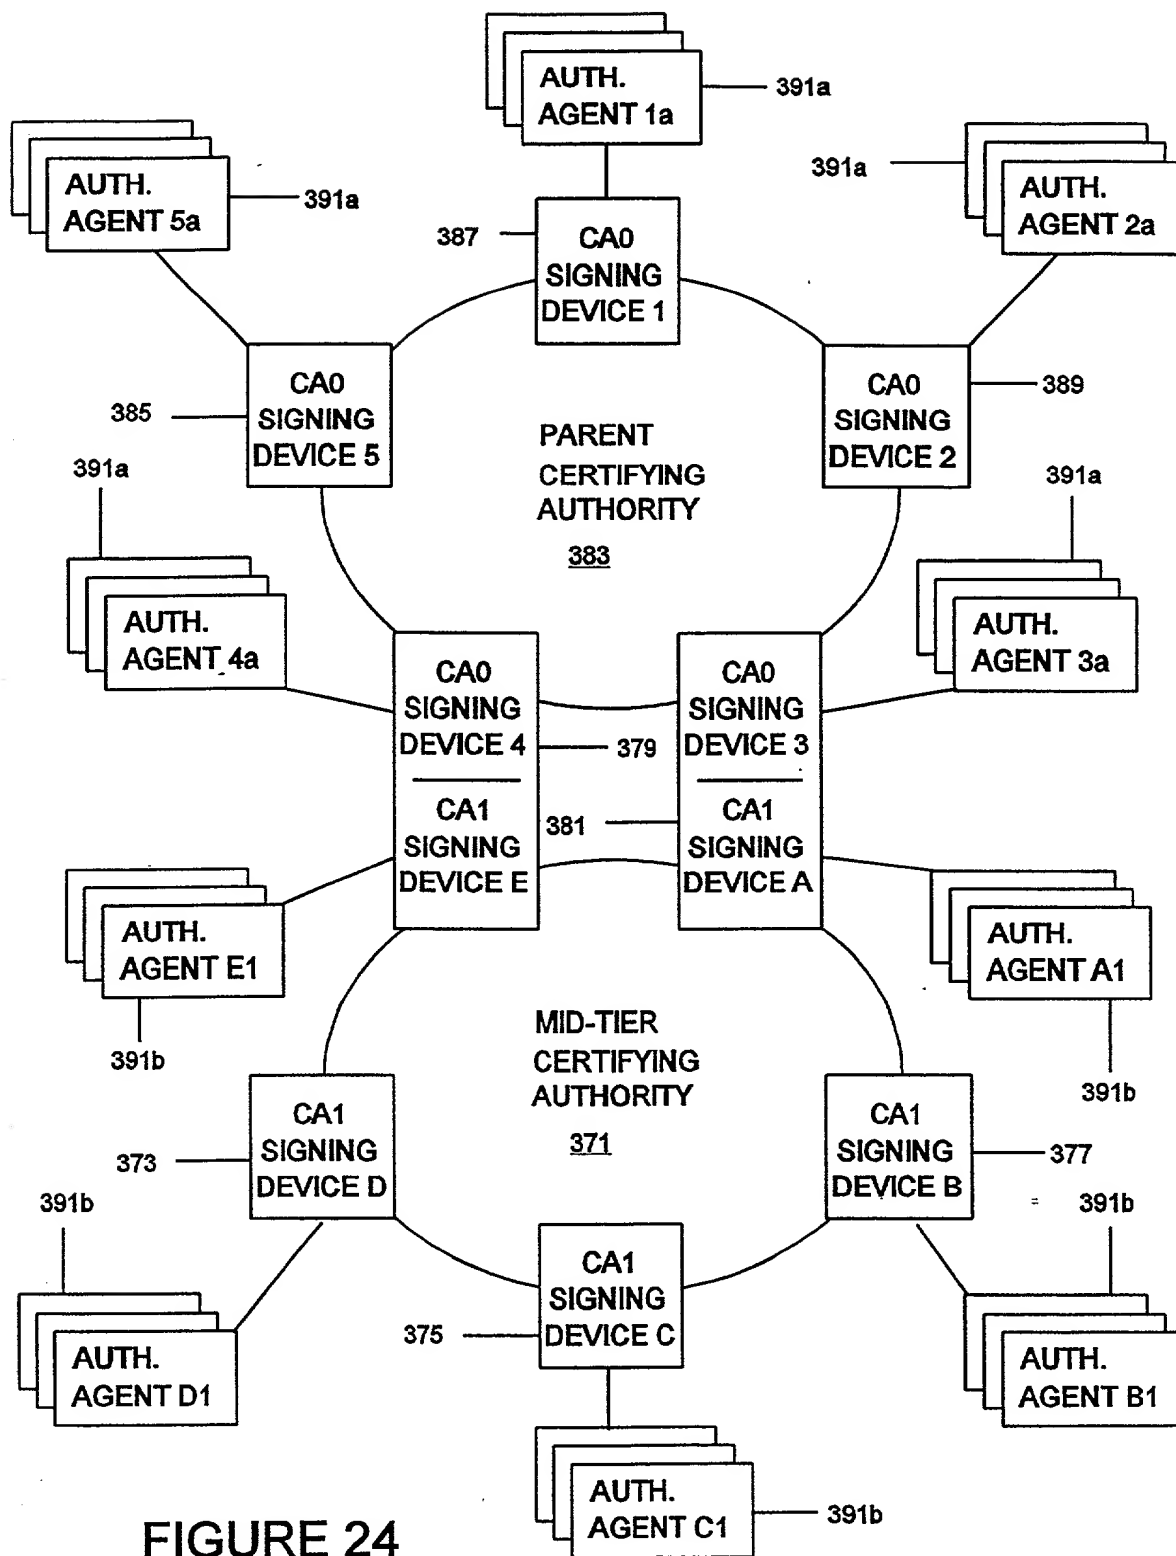 AUTH.
AGENT 1a
391a
AUTH.
AGENT 5a
391a
391a
AUTH.
AGENT 2a
387
CA0
SIGNING
DEVICE 1
CA0
SIGNING
DEVICE 5
385
CA0
SIGNING
DEVICE 2
389
PARENT
CERTIFYING
AUTHORITY
383
391a
AUTH.
AGENT 4a
391a
AUTH.
AGENT 3a
CA0
SIGNING
DEVICE 4
379
CA0
SIGNING
DEVICE 3
CA1
SIGNING
DEVICE E
381
CA1
SIGNING
DEVICE A
AUTH.
AGENT E1
391b
AUTH.
AGENT A1
391b
MID-TIER
CERTIFYING
AUTHORITY
371
CA1
SIGNING
DEVICE D
373
CA1
SIGNING
DEVICE B
377
391b
AUTH.
AGENT D1
CA1
SIGNING
DEVICE C
375
391b
AUTH.
AGENT B1
AUTH.
AGENT C1
391b
FIGURE 24